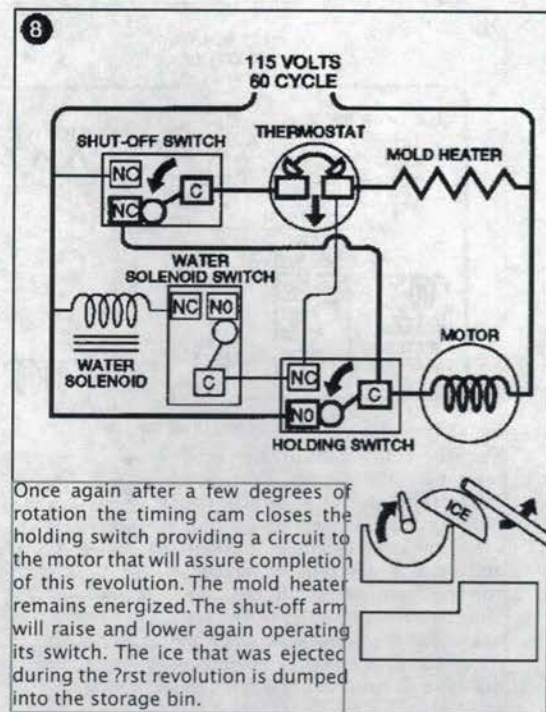 8
115 VOLTS
60 CYCLE
SHUT-OFF SWITCH
THERMOSTAT
MOLD HEATER
NC
C
NC
WATER
SOLENOID SWITCH
NC N0
C
WATER
SOLENOID
MOTOR
NC
C
N0
HOLDING SWITCH
ICE
Once again after a few degrees of
rotation the timing cam closes the
holding switch providing a circuit to
the motor that will assure completion
of this revolution. The mold heater
remains energized.The shut-off arm
will raise and lower again operating
its switch. The ice that was ejected
during the ?rst revolution is dumped
into the storage bin.